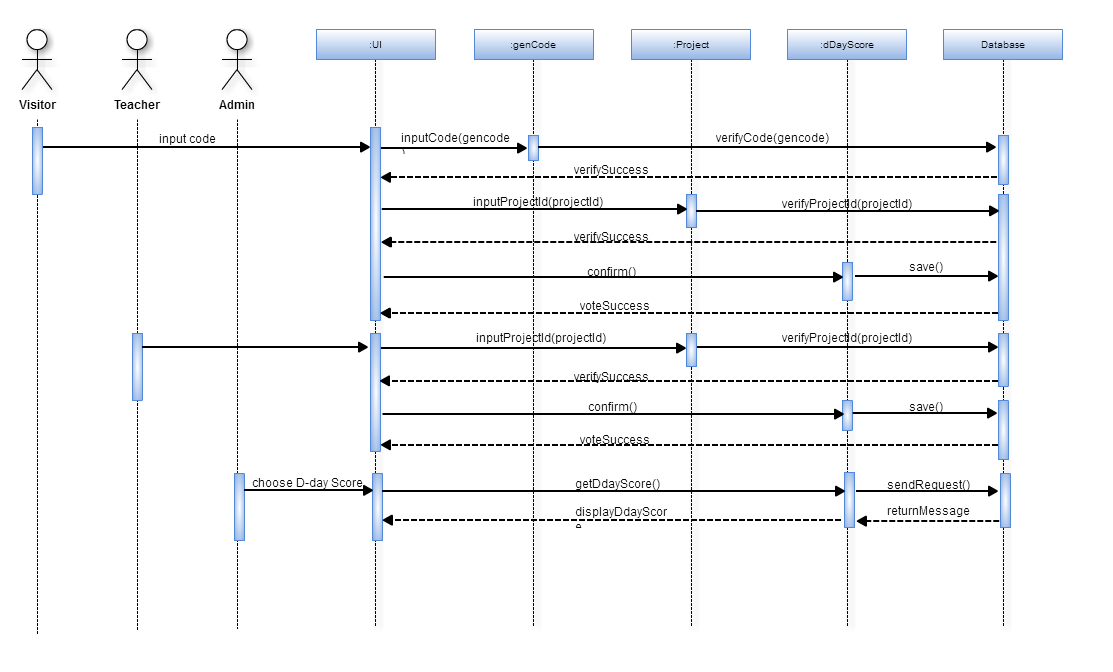 :UI
:genCode
:Project
:dDayScore
Database
Visitor
Teacher
Admin
input code
inputCode(gencode
)
verifyCode(gencode)
verifySuccess
inputProjectId(projectId)
verifyProjectId(projectId)
verifySuccess
confirm()
save()
voteSuccess
inputProjectId(projectId)
verifyProjectId(projectId)
verifySuccess
confirm()
save()
voteSuccess
choose D-day Score
getDdayScore()
sendRequest()
displayDdayScor
e
returnMessage